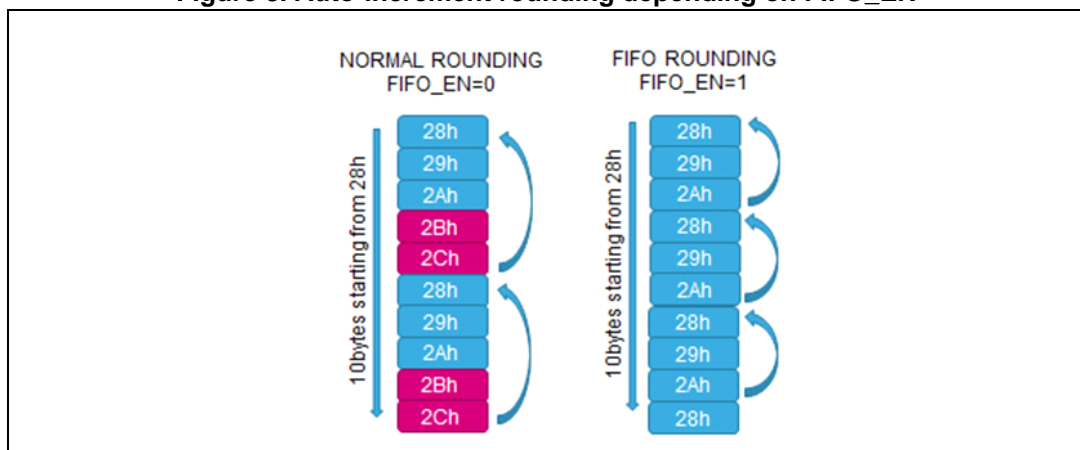 NORMAL ROUNDING
FIFO_EN=0
10bytes starting from 28h
28h
29h
2Ah
2Bh
2Ch
28h
29h
2Ah
2Bh
2Ch
FIFO ROUNDING
FIFO_EN=1
10bytes starting from 28h
28h
29h
2Ah
28h
29h
2Ah
28h
29h
2Ah
28h